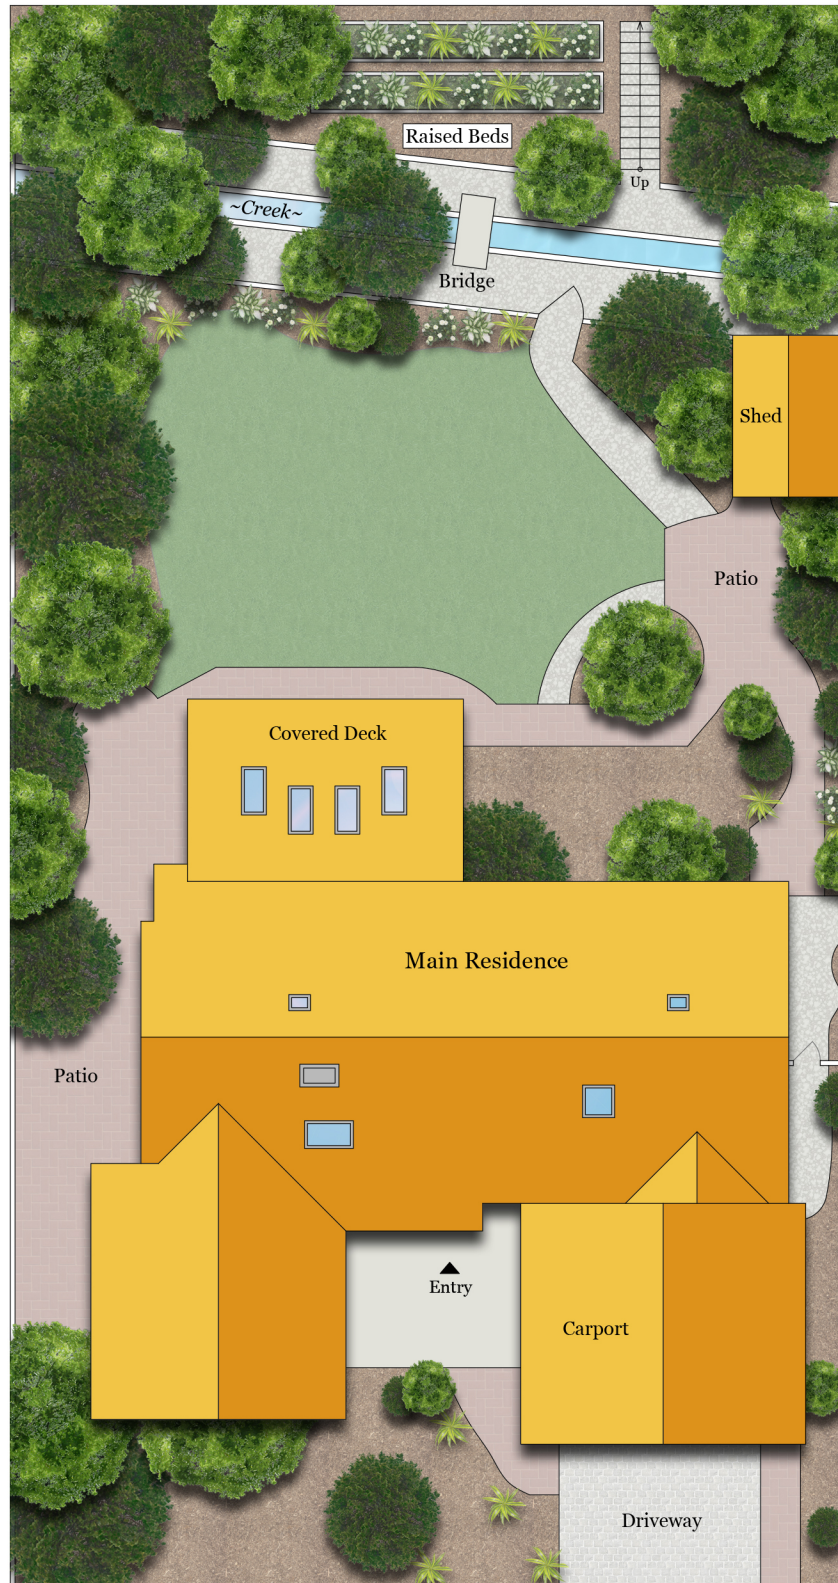 Raised Beds
Up
~Creek~
Bridge
Shed
Patio
Covered Deck
Main Residence
Patio
Entry
Carport
Driveway